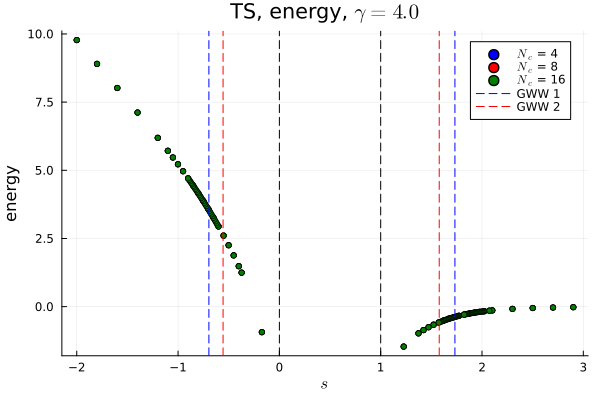 TS, energy, γ = 4.0
10.0
7.5
5.0
2.5
0.0
energy
−2
−1
0
1
2
3
s
N_c = 4
N_c = 8
N_c = 16
GWW 1
GWW 2